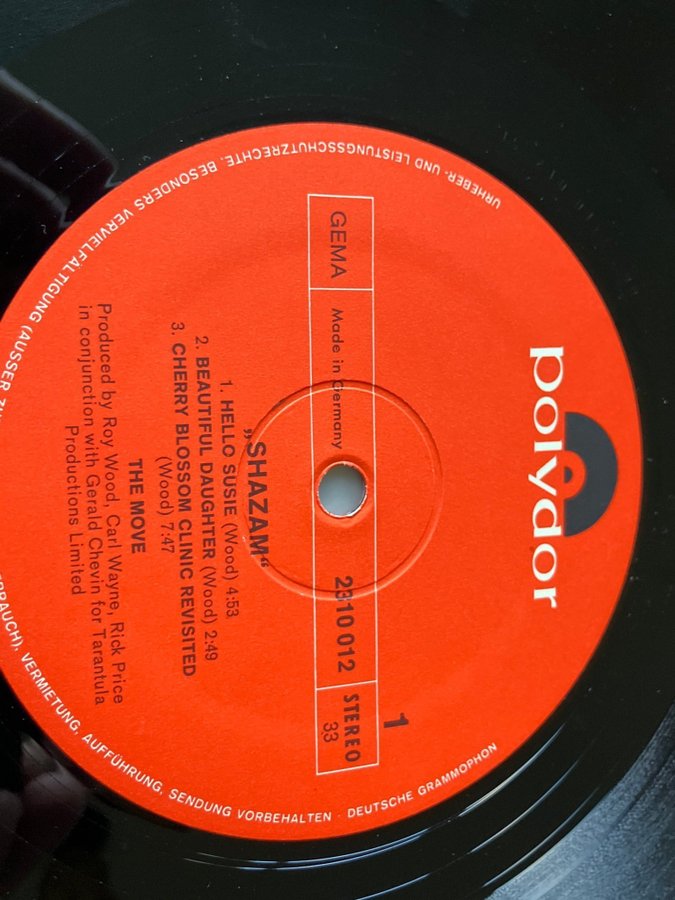 polydor
1
GEMA
Made in Germany
2310 012
STEREO
33
„SHAZAM“
1. HELLO SUSIE (Wood) 4:53
2. BEAUTIFUL DAUGHTER (Wood) 2:49
3. CHERRY BLOSSOM CLINIC REVISITED
(Wood) 7:47
THE MOVE
Produced by Roy Wood, Carl Wayne, Rick Price
in conjunction with Gerald Chevin for Tarantula
Productions Limited
URHEBER- UND LEISTUNGSSCHUTZRECHTE. BESONDERS VERVIELFÄLTIGUNG (AUSSER
VERMIETUNG, AUFFÜHRUNG, SENDUNG VORBEHALTEN · DEUTSCHE GRAMMOPHON